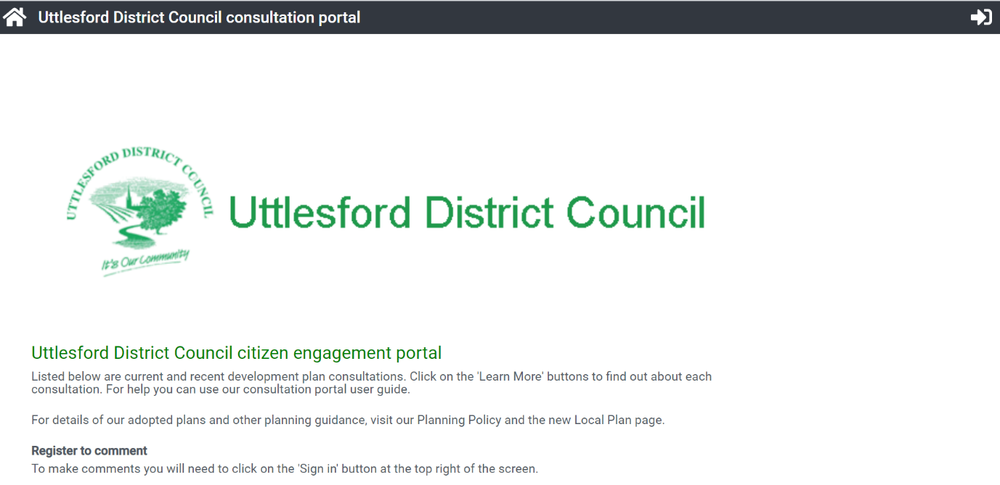 Uttlesford District Council consultation portal
UTTLESFORD DISTRICT COUNCIL
Uttlesford District Council
It's Our Community
Uttlesford District Council citizen engagement portal
Listed below are current and recent development plan consultations. Click on the 'Learn More' buttons to find out about each
consultation. For help you can use our consultation portal user guide.
For details of our adopted plans and other planning guidance, visit our Planning Policy and the new Local Plan page.
Register to comment
To make comments you will need to click on the 'Sign in' button at the top right of the screen.